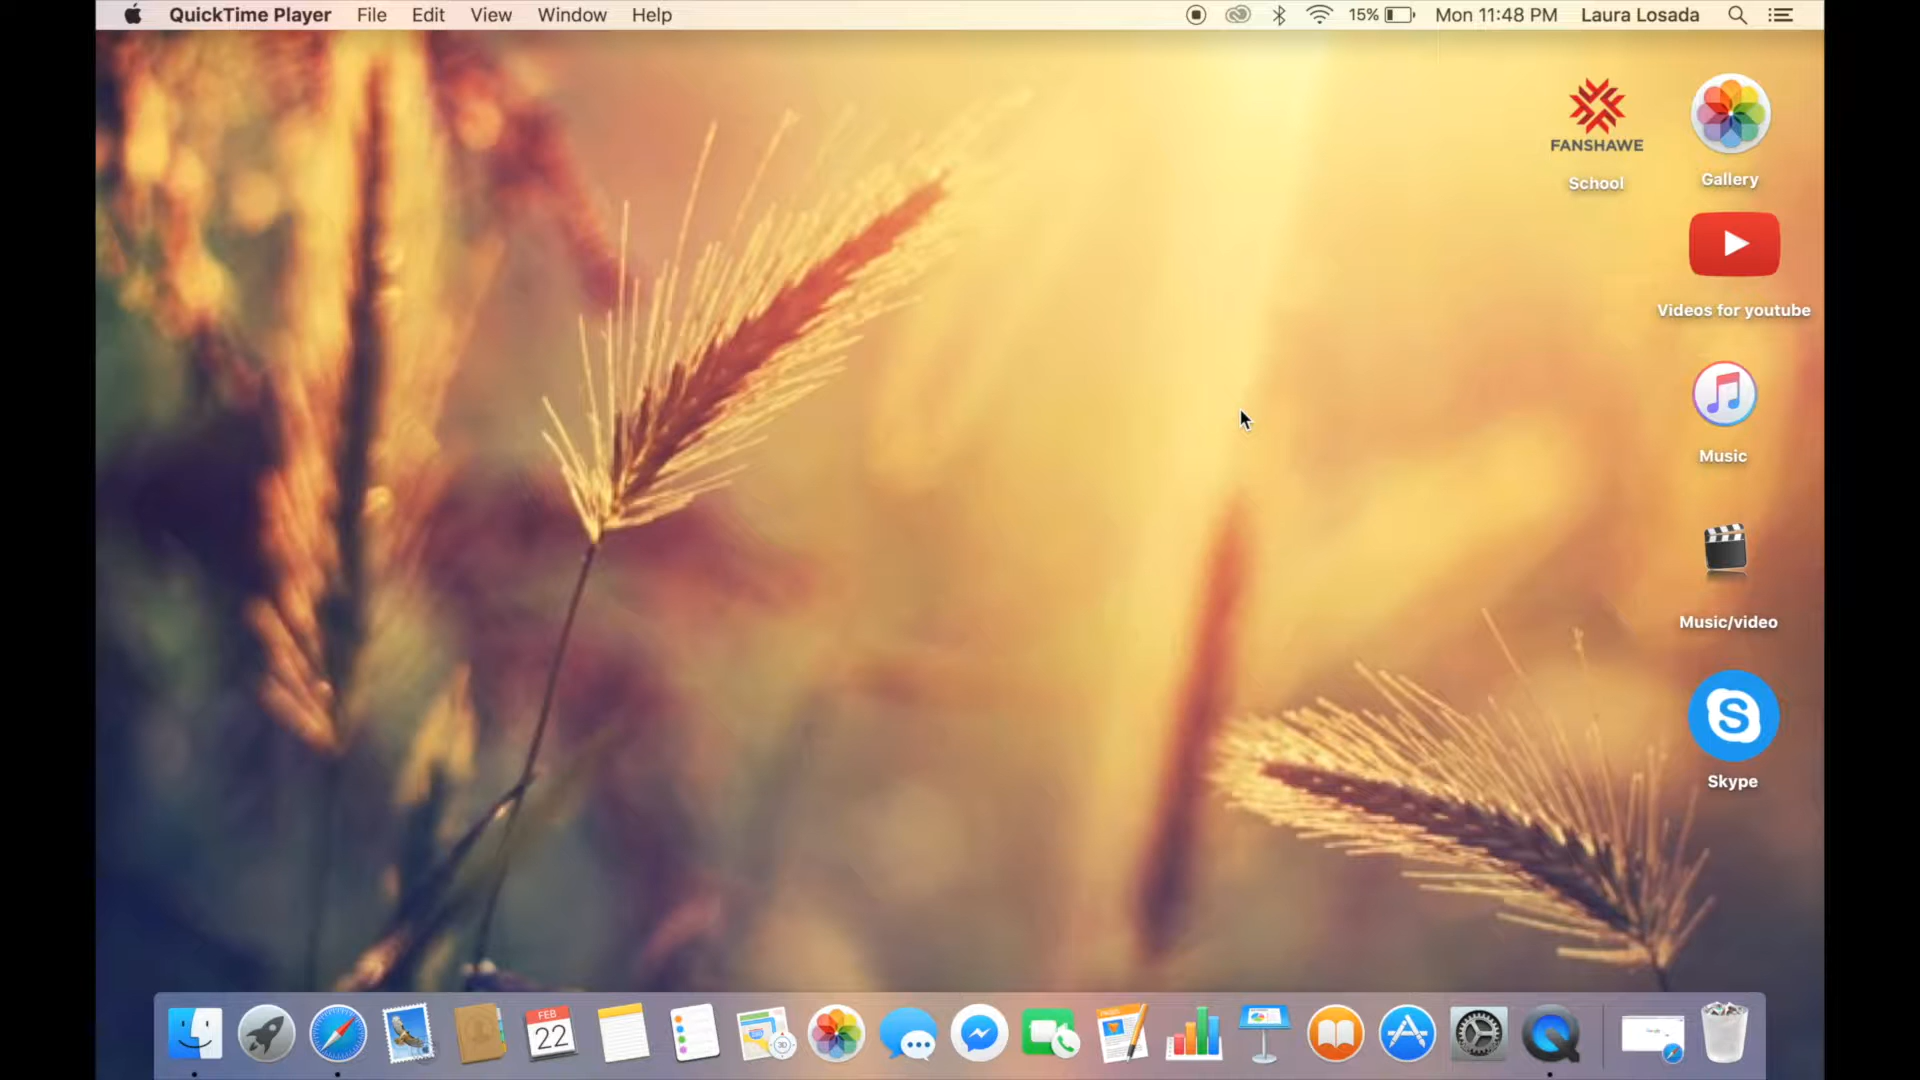 QuickTime Player File Edit View Window Help 15% Mon 11:48 PM Laura Losada
FANSHAWE
School
Gallery
Videos for youtube
Music
Music/video
Skype
FEB
22